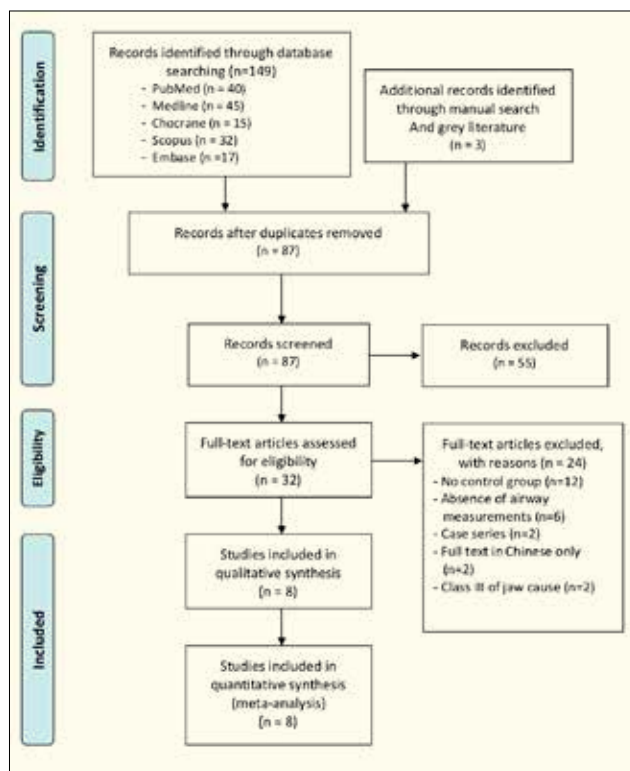 Identification
Records identified through database
searching (n=149)
- PubMed (n = 40)
- Medline (n = 45)
- Chocrane (n = 15)
- Scopus (n = 32)
- Embase (n =17)
Additional records identified
through manual search
And grey literature
(n = 3)
Screening
Records after duplicates removed
(n = 87)
Records screened
(n = 87)
Records excluded
(n = 55)
Eligibility
Full-text articles assessed
for eligibility
(n = 32)
Full-text articles excluded,
with reasons (n = 24)
- No control group (n=12)
- Absence of airway
measurements (n=6)
- Case series (n=2)
- Full text in Chinese only
(n=2)
- Class III of jaw cause (n=2)
Included
Studies included in
qualitative synthesis
(n = 8)
Studies included in
quantitative synthesis
(meta-analysis)
(n = 8)